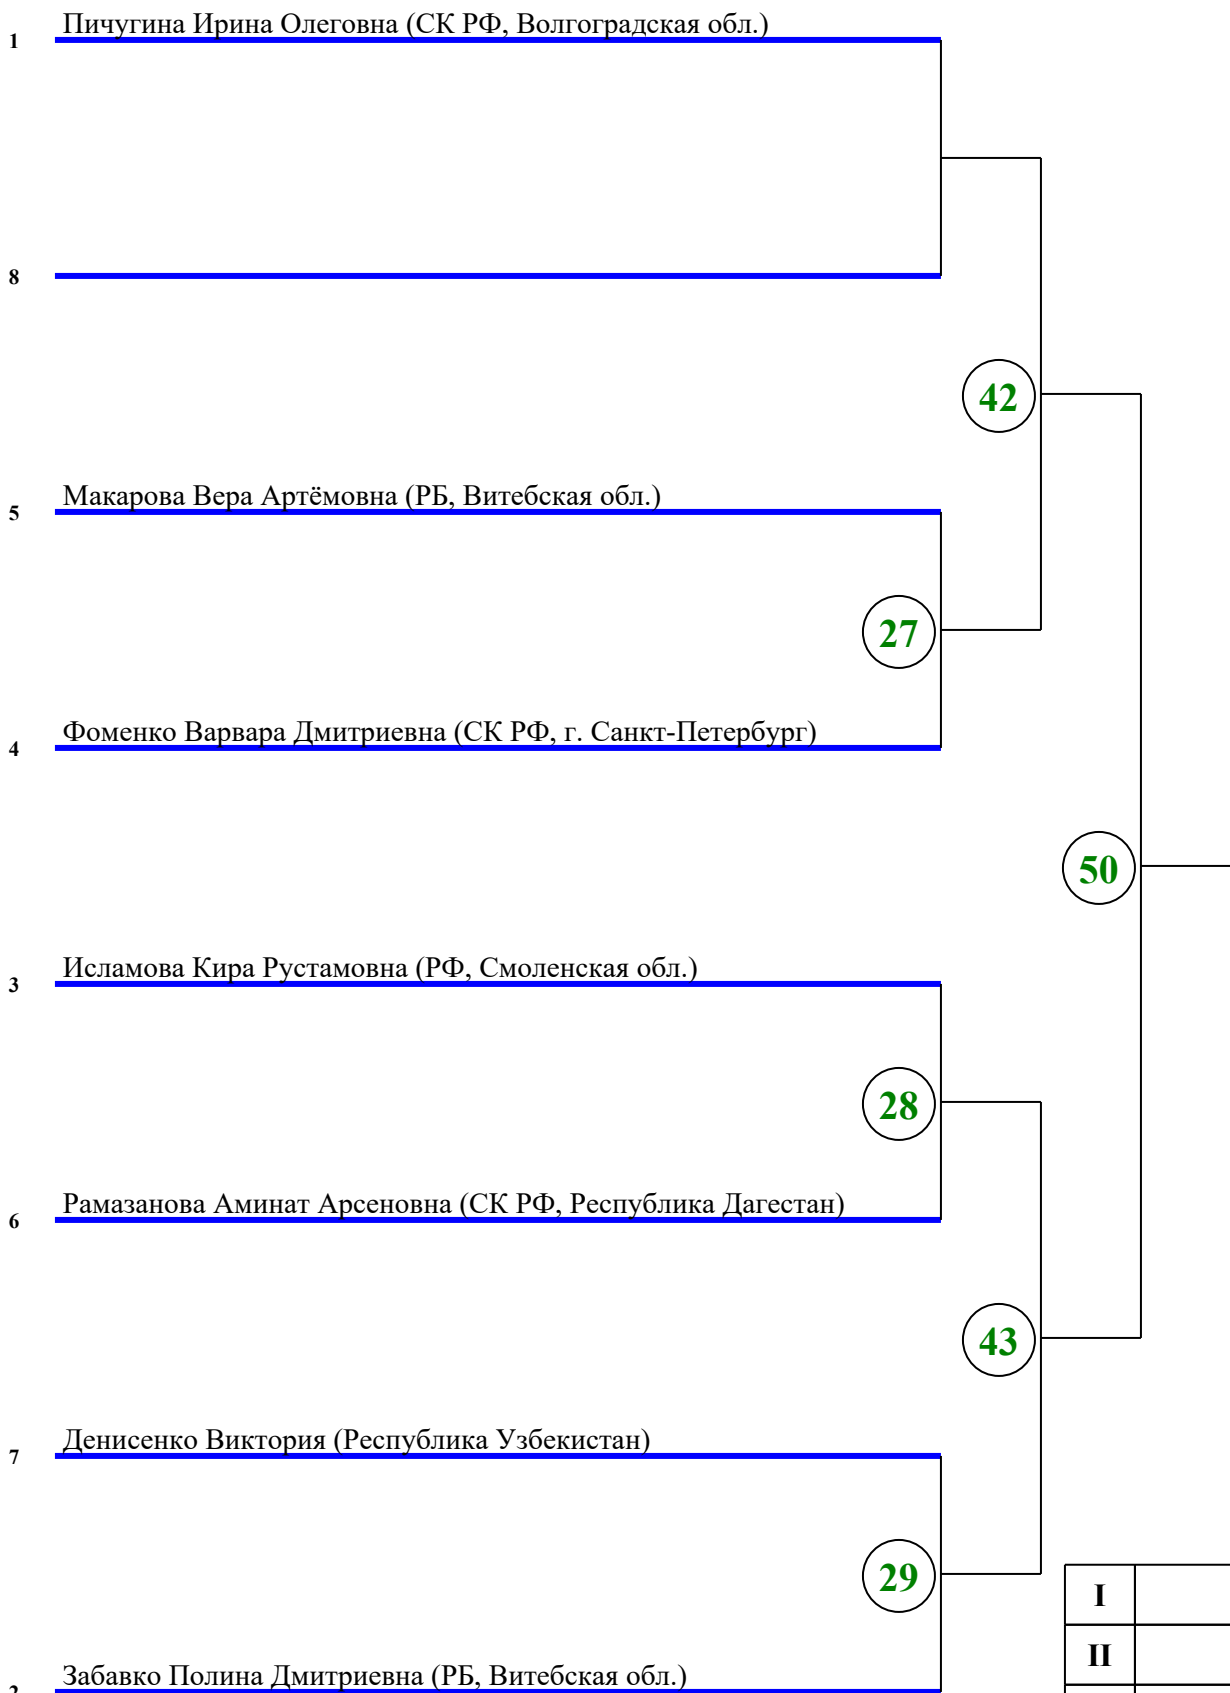 Пичугина Ирина Олеговна (СК РФ, Волгоградская обл.)
1
8
42
Макарова Вера Артёмовна (РБ, Витебская обл.)
5
27
Фоменко Варвара Дмитриевна (СК РФ, г. Санкт-Петербург)
4
50
Исламова Кира Рустамовна (РФ, Смоленская обл.)
3
28
Рамазанова Аминат Арсеновна (СК РФ, Республика Дагестан)
6
43
Денисенко Виктория (Республика Узбекистан)
7
29
I
II
Забавко Полина Дмитриевна (РБ, Витебская обл.)
2